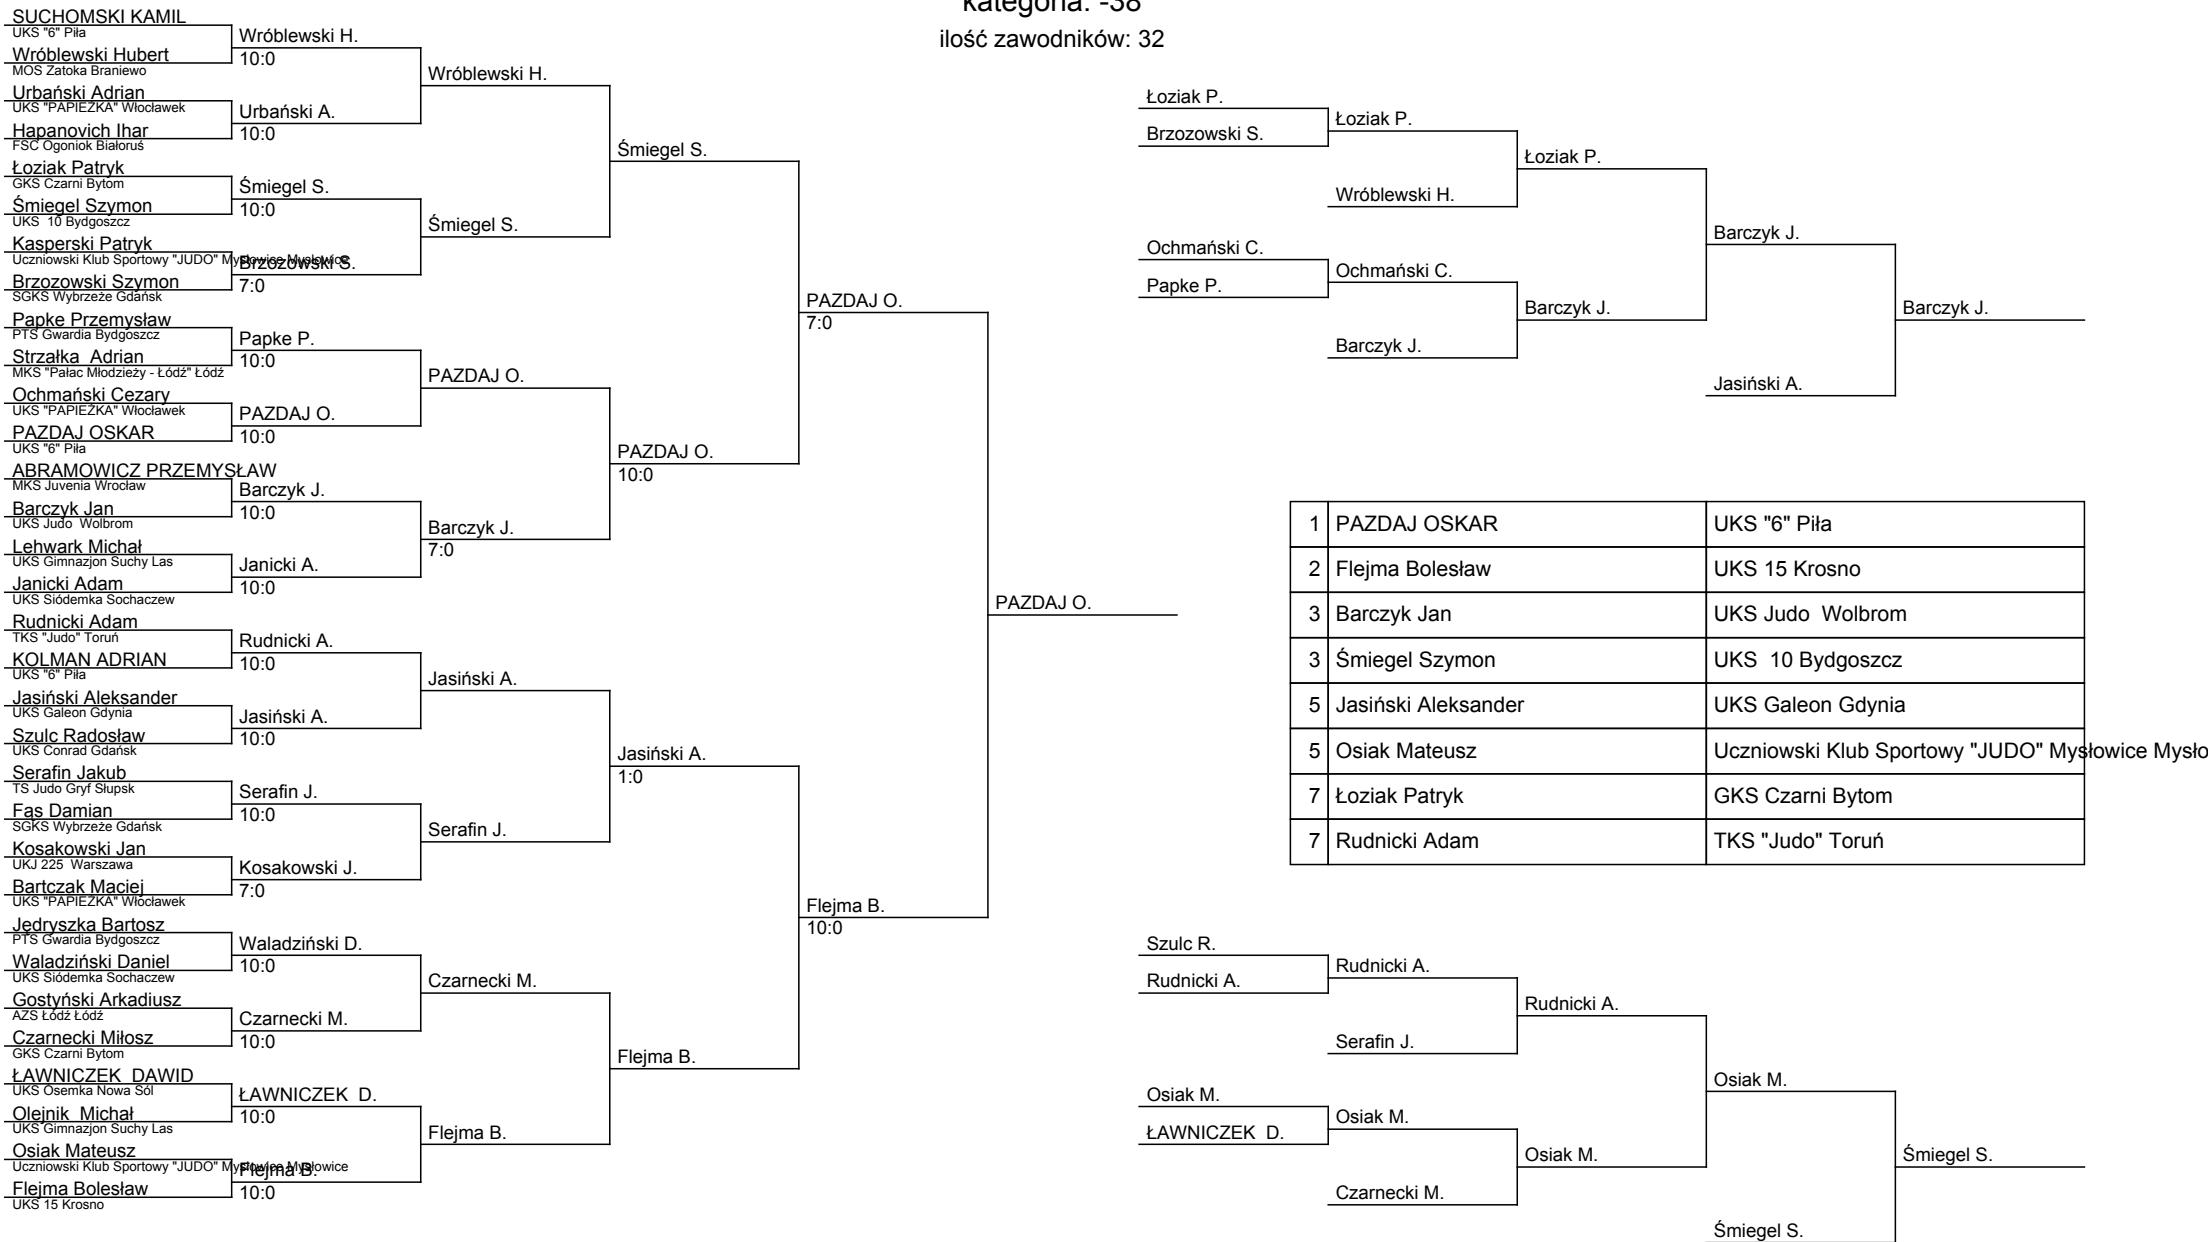 kategoria: -38
ilość zawodników: 32
SUCHOMSKI KAMIL
UKS "6" Piła
Wróblewski Hubert
MOS Zatoka Braniewo
Urbański Adrian
UKS "PAPIEŻKA" Włocławek
Hapanovich Ihar
FSC Ogoniok Białoruś
Łoziak Patryk
GKS Czarni Bytom
Śmiegel Szymon
UKS  10 Bydgoszcz
Kasperski Patryk
Uczniowski Klub Sportowy "JUDO" Mysłowice Mysłowice
Brzozowski Szymon
SGKS Wybrzeże Gdańsk
Papke Przemysław
PTS Gwardia Bydgoszcz
Strzałka  Adrian
MKS "Pałac Młodzieży - Łódź" Łódź
Ochmański Cezary
UKS "PAPIEŻKA" Włocławek
PAZDAJ OSKAR
UKS "6" Piła
ABRAMOWICZ PRZEMYSŁAW
MKS Juvenia Wrocław
Barczyk Jan
UKS Judo  Wolbrom
Lehwark Michał
UKS Gimnazjon Suchy Las
Janicki Adam
UKS Siódemka Sochaczew
Rudnicki Adam
TKS "Judo" Toruń
KOLMAN ADRIAN
UKS "6" Piła
Jasiński Aleksander
UKS Galeon Gdynia
Szulc Radosław
UKS Conrad Gdańsk
Serafin Jakub
TS Judo Gryf Słupsk
Fąs Damian
SGKS Wybrzeże Gdańsk
Kosakowski Jan
UKJ 225  Warszawa
Bartczak Maciej
UKS "PAPIEŻKA" Włocławek
Jędryszka Bartosz
PTS Gwardia Bydgoszcz
Waladziński Daniel
UKS Siódemka Sochaczew
Gostyński Arkadiusz
AZS Łódź Łódź
Czarnecki Miłosz
GKS Czarni Bytom
ŁAWNICZEK  DAWID
UKS Ósemka Nowa Sól
Olejnik  Michał
UKS Gimnazjon Suchy Las
Osiak Mateusz
Uczniowski Klub Sportowy "JUDO" Mysłowice Mysłowice
Flejma Bolesław
UKS 15 Krosno
Wróblewski H.
10:0
Urbański A.
10:0
Śmiegel S.
10:0
Brzozowski S.
7:0
Papke P.
10:0
PAZDAJ O.
10:0
Barczyk J.
10:0
Janicki A.
10:0
Rudnicki A.
10:0
Jasiński A.
10:0
Serafin J.
10:0
Kosakowski J.
7:0
Waladziński D.
10:0
Czarnecki M.
10:0
ŁAWNICZEK  D.
10:0
Flejma B.
10:0
Wróblewski H.
Śmiegel S.
PAZDAJ O.
Barczyk J.
7:0
Jasiński A.
Serafin J.
Czarnecki M.
Flejma B.
Śmiegel S.
PAZDAJ O.
10:0
Jasiński A.
1:0
Flejma B.
PAZDAJ O.
7:0
Flejma B.
10:0
PAZDAJ O.
Łoziak P.
Brzozowski S.
Ochmański C.
Papke P.
Łoziak P.
Wróblewski H.
Ochmański C.
Barczyk J.
Łoziak P.
Barczyk J.
Barczyk J.
Jasiński A.
Barczyk J.
1 PAZDAJ OSKAR UKS "6" Piła
2 Flejma Bolesław UKS 15 Krosno
3 Barczyk Jan UKS Judo  Wolbrom
3 Śmiegel Szymon UKS  10 Bydgoszcz
5 Jasiński Aleksander UKS Galeon Gdynia
5 Osiak Mateusz Uczniowski Klub Sportowy "JUDO" Mysłowice Mysło
7 Łoziak Patryk GKS Czarni Bytom
7 Rudnicki Adam TKS "Judo" Toruń
Szulc R.
Rudnicki A.
Osiak M.
ŁAWNICZEK  D.
Rudnicki A.
Serafin J.
Osiak M.
Czarnecki M.
Rudnicki A.
Osiak M.
Osiak M.
Śmiegel S.
Śmiegel S.